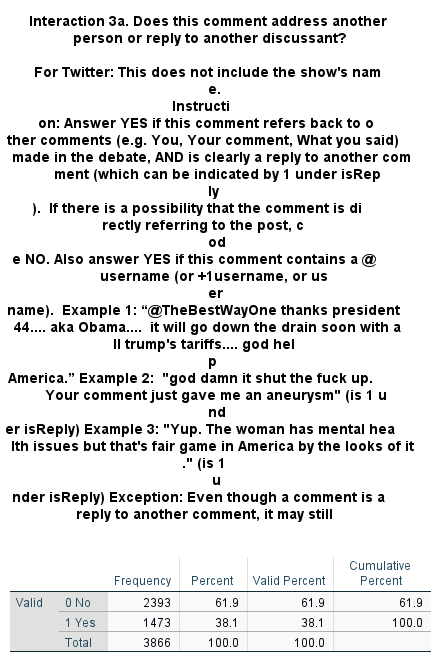 Interaction 3a. Does this comment address another
person or reply to another discussant?
For Twitter: This does not include the show's nam
e.
Instructi
on: Answer YES if this comment refers back to o
ther comments (e.g. You, Your comment, What you said)
made in the debate, AND is clearly a reply to another com
ment (which can be indicated by 1 under isRep
ly
).  If there is a possibility that the comment is di
rectly referring to the post, c
od
e NO. Also answer YES if this comment contains a @
username (or +1username, or us
er
name).  Example 1: “@TheBestWayOne thanks president
44.... aka Obama....  it will go down the drain soon with a
ll trump's tariffs.... god hel
p
America.” Example 2:  "god damn it shut the fuck up.
Your comment just gave me an aneurysm" (is 1 u
nd
er isReply) Example 3: "Yup. The woman has mental hea
lth issues but that's fair game in America by the looks of it
." (is 1
u
nder isReply) Exception: Even though a comment is a
reply to another comment, it may still
Frequency Percent Valid Percent Cumulative Percent
Valid 0 No 2393 61.9 61.9 61.9
1 Yes 1473 38.1 38.1 100.0
Total 3866 100.0 100.0